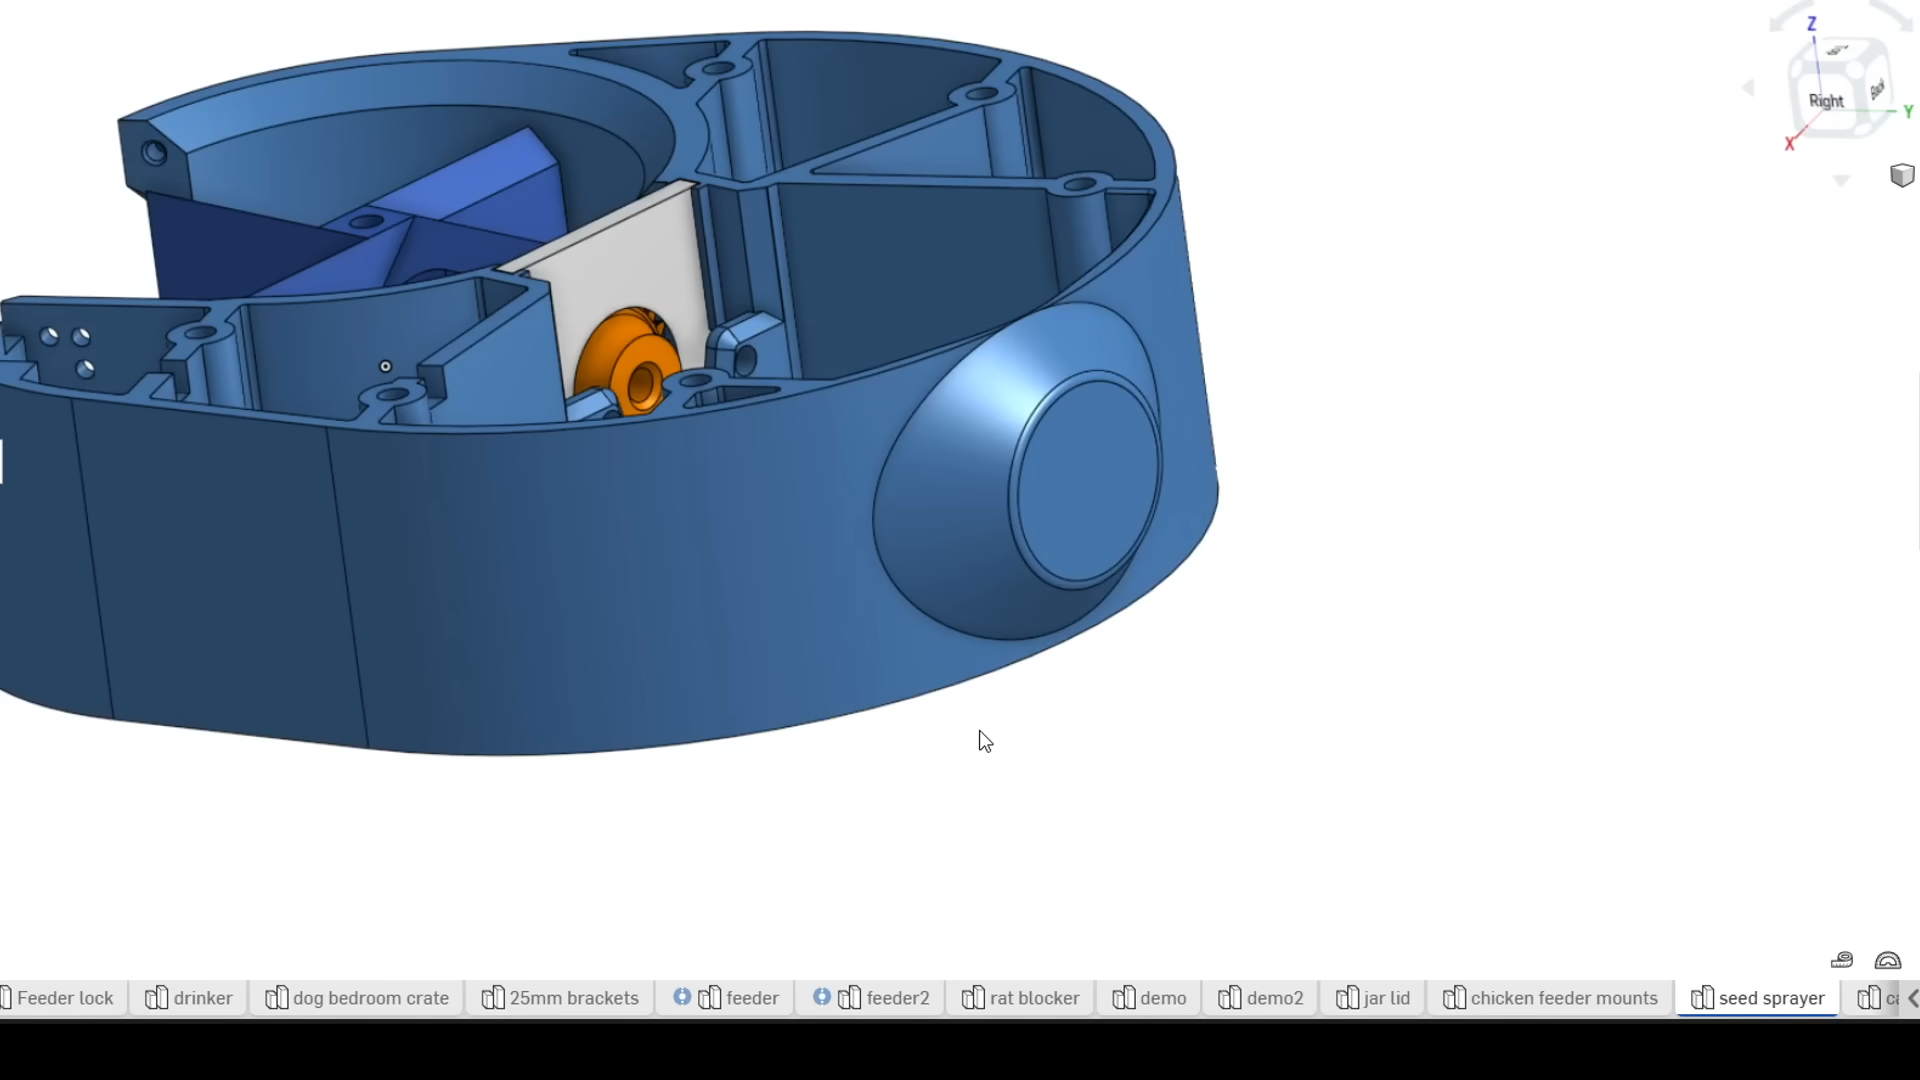 Z
Right
Back
Y
X
Feeder lock
drinker
dog bedroom crate
25mm brackets
feeder
feeder2
rat blocker
demo
demo2
jar lid
chicken feeder mounts
seed sprayer